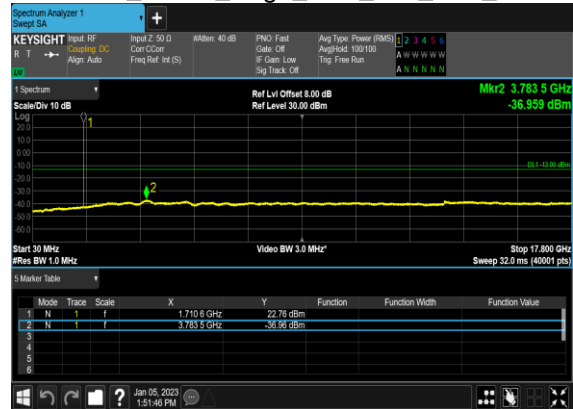 Spectrum Analyzer 1
Swept SA
+
KEYSIGHT Input: RF Input Z: 50 Ω #Atten: 40 dB PNO: Fast Avg Type: Power (RMS) 1 2 3 4 5 6
R T Coupling: DC Corr CCorr Gate: Off Avg|Hold: 100/100 A W W W W W
Align: Auto Freq Ref: Int (S) IF Gain: Low Trig: Free Run
LW Sig Track: Off A N N N N N
1 Spectrum Ref Lvl Offset 8.00 dB Mkr2 3.783 5 GHz
Scale/Div 10 dB Ref Level 30.00 dBm -36.959 dBm
Log
20.0
10.0
0.00
-10.0
-20.0
-30.0
-40.0
-50.0
-60.0
1
DL1 -13.00 dBm
2
Start 30 MHz Video BW 3.0 MHz* Stop 17.800 GHz
#Res BW 1.0 MHz Sweep 32.0 ms (40001 pts)
5 Marker Table
Mode Trace Scale X Y Function Function Width Function Value
1 N 1 f 1.710 6 GHz 22.76 dBm
2 N 1 f 3.783 5 GHz -36.96 dBm
3
4
5
6
? Jan 05, 2023
1:51:46 PM